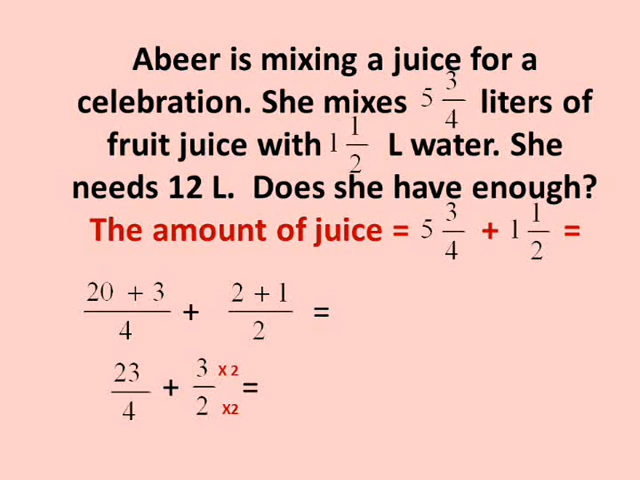 Abeer is mixing a juice for a
celebration. She mixes 5 3/4 liters of
fruit juice with 1 1/2 L water. She
needs 12 L. Does she have enough?
The amount of juice = 5 3/4 + 1 1/2 =
20 + 3/4 + 2 + 1/2 =
23/4 + 3/2 X 2/X2 =